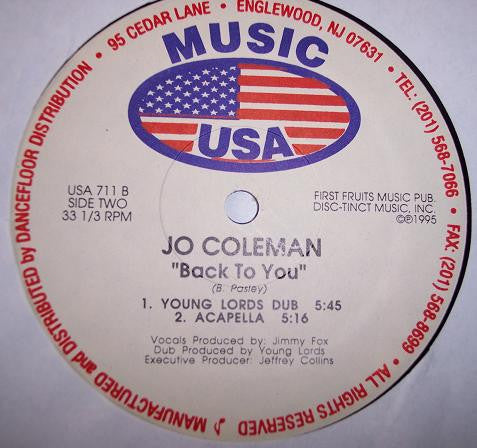 MANUFACTURED and DISTRIBUTED by DANCEFLOOR DISTRIBUTION • 95 CEDAR LANE • ENGLEWOOD, NJ 07631 • TEL: (201) 568-7066 • FAX: (201) 568-8699 • ALL RIGHTS RESERVED ♪
MUSIC
USA
USA 711 B
SIDE TWO
33 1/3 RPM
FIRST FRUITS MUSIC PUB.
DISC-TINCT MUSIC, INC.
©℗1995
JO COLEMAN
"Back To You"
(B. Pasley)
1. YOUNG LORDS DUB 5:45
2. ACAPELLA 5:16
Vocals Produced by: Jimmy Fox
Dub Produced by Young Lords
Executive Producer: Jeffrey Collins